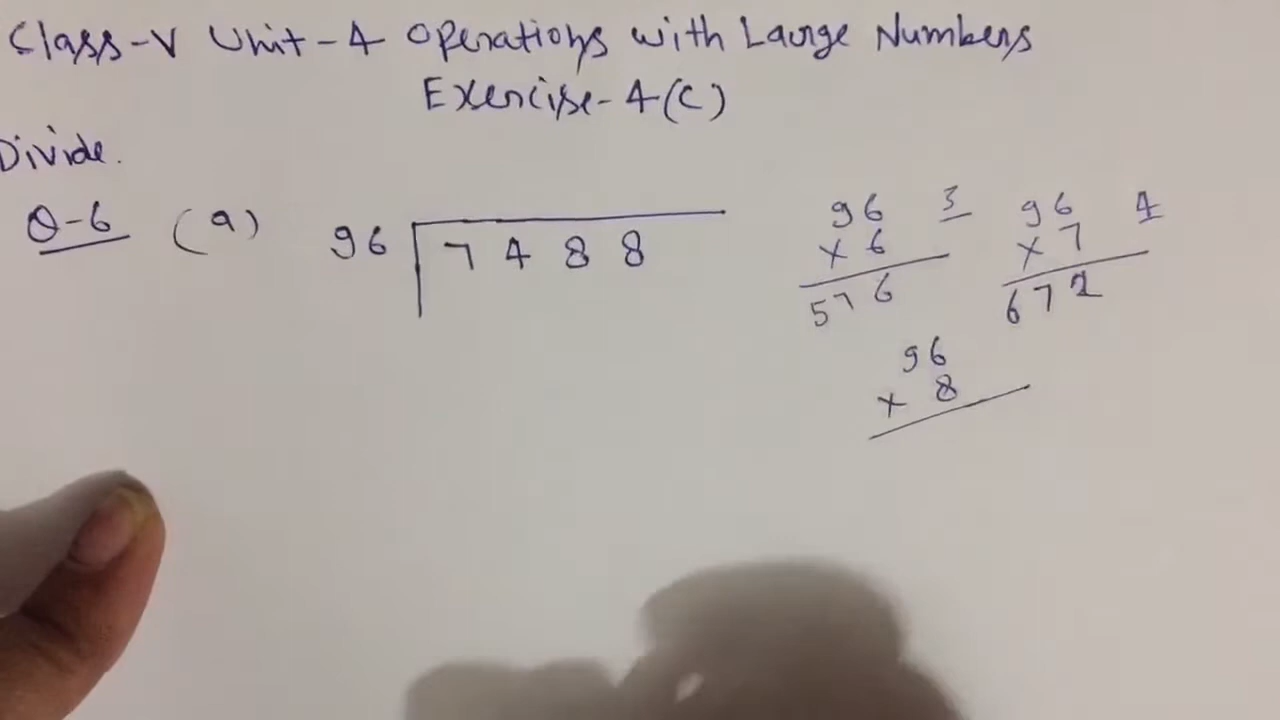 Class-V Unit-4 Operations with Large Numbers
Exercise-4(C)
Divide.
Q-6 (a) 96 7488
96 3
× 6
576
96 4
× 7
672
96
× 8